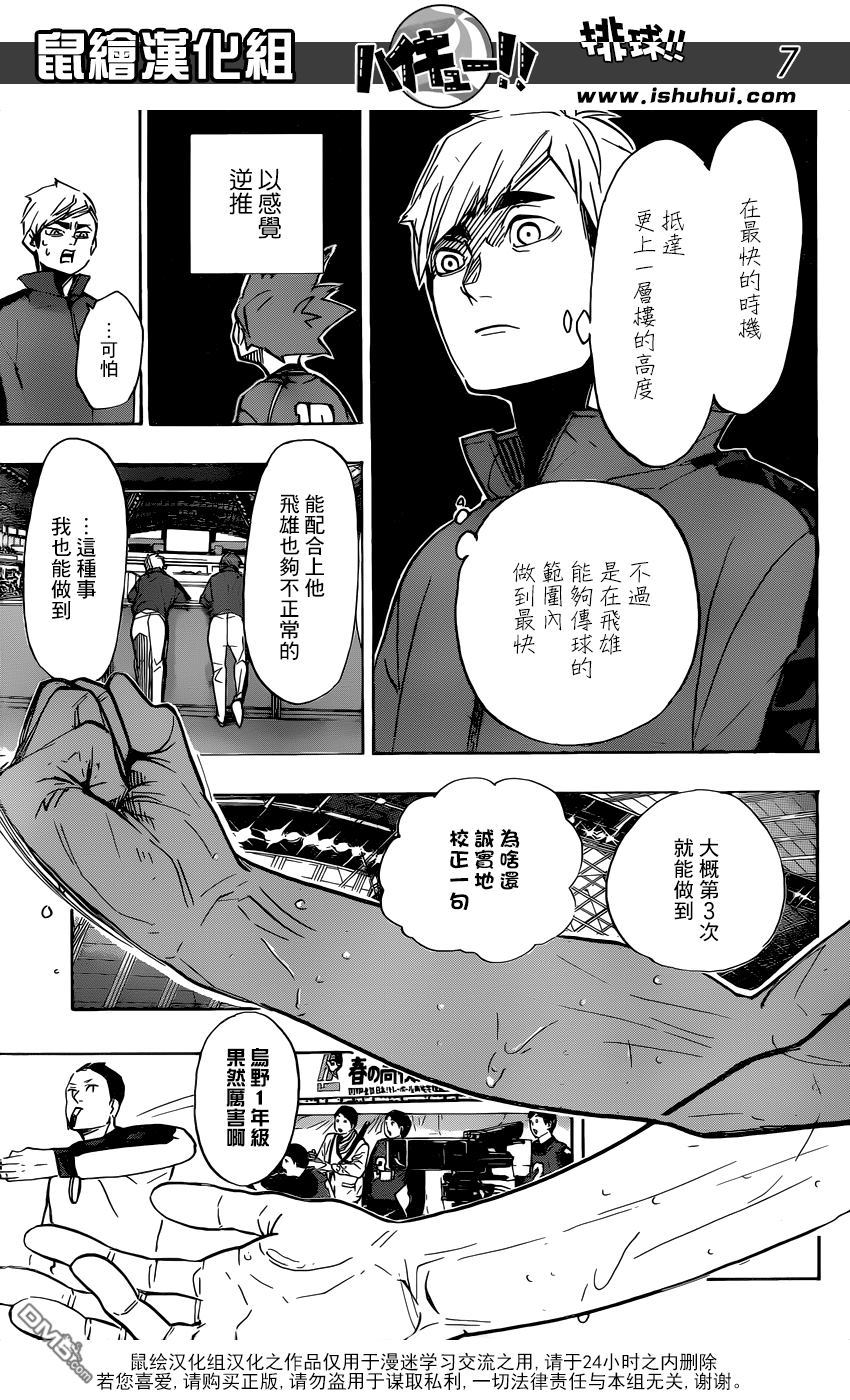 鼠繪漢化組
ハイキュー!!
排球!!
7
www.ishuhui.com
在最快的時機
抵達
更上一層樓的高度
不過
是在飛雄
能夠傳球的
範圍內
做到最快
以感覺
逆推
…可怕
能配合上他
飛雄也夠不正常的
…這種事
我也能做到
大概第3次
就能做到
為啥還
誠實地
校正一句
烏野1年級
果然厲害啊
春の高校
鼠绘汉化组汉化之作品仅用于漫迷学习交流之用, 请于24小时之内删除
若您喜爱, 请购买正版, 请勿盗用于谋取私利, 一切法律责任与本组无关, 谢谢。